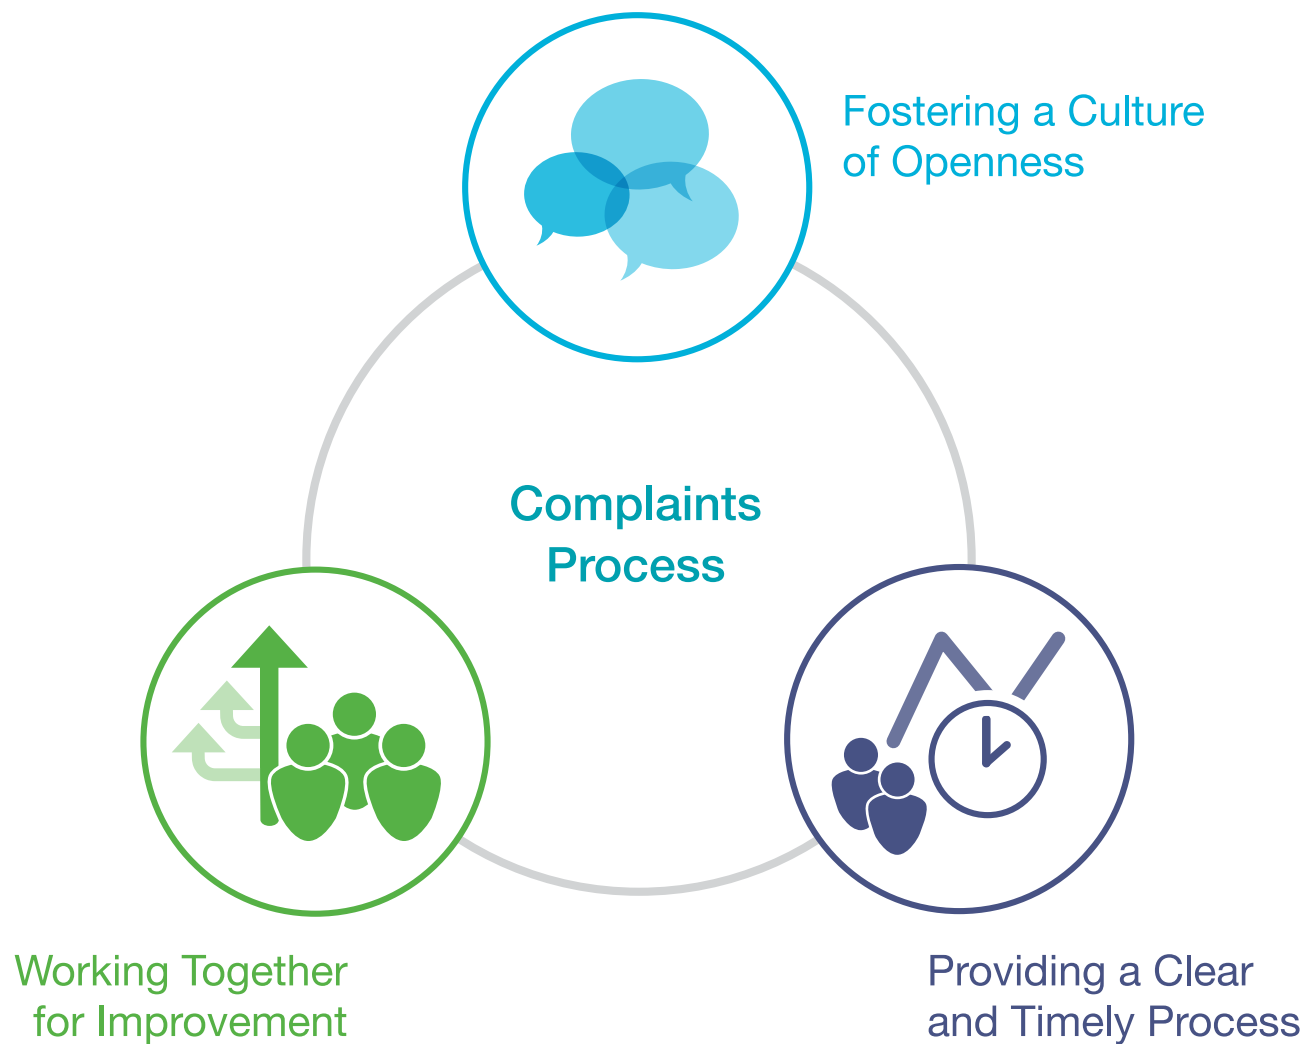 Fostering a Culture
of Openness
Complaints
Process
Working Together
for Improvement
Providing a Clear
and Timely Process